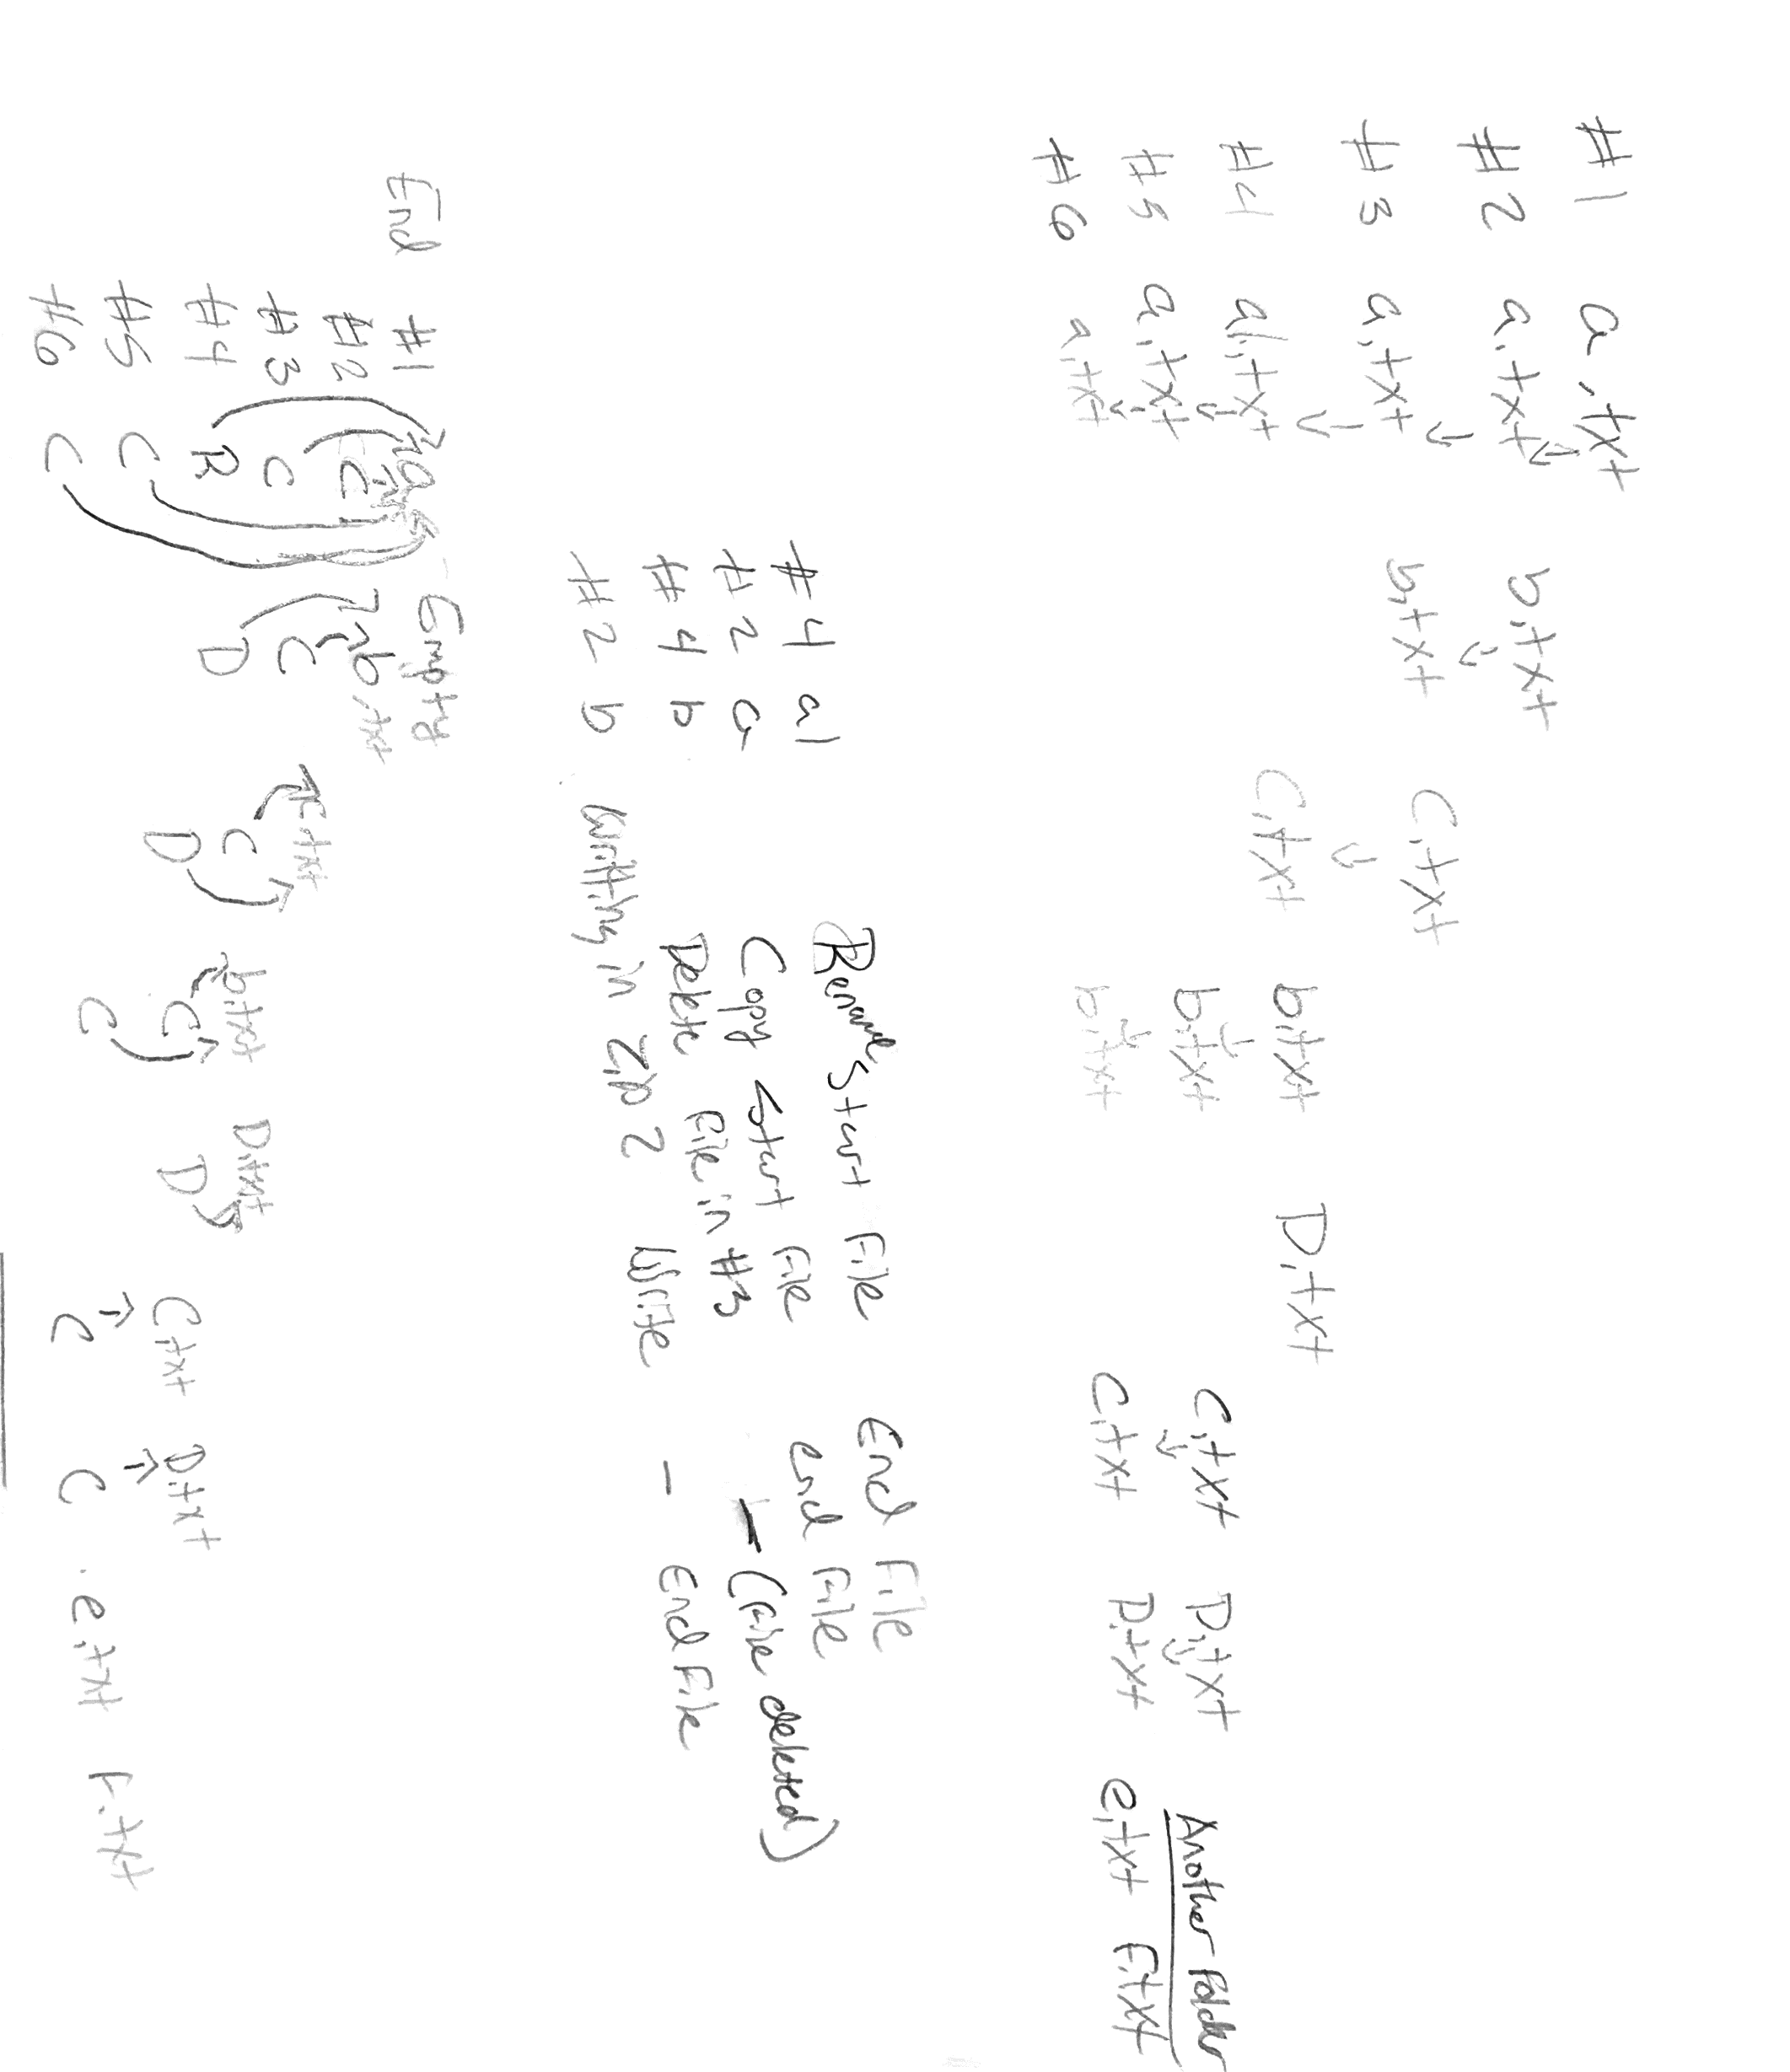 #1 a.txt
#2 a.txt b.txt
#3 a.txt b.txt c.txt
#4 a1.txt c.txt b.txt D.txt
#5 a.txt b.txt c.txt D.txt Another Folder
#6 a.txt b.txt c.txt D.txt e.txt F.txt
#4 a1 Rename Start File End File
#2 a Copy Start File end File
#4 b Delete File in #3 — (File deleted)
#2 b Writing in Zip 2 Write — End File
End #1 Empty
#2 C b.txt
#3 C C c.txt
#4 R D C b.txt D.txt
#5 C D C D c.txt D.txt
#6 C C C C e.txt F.txt